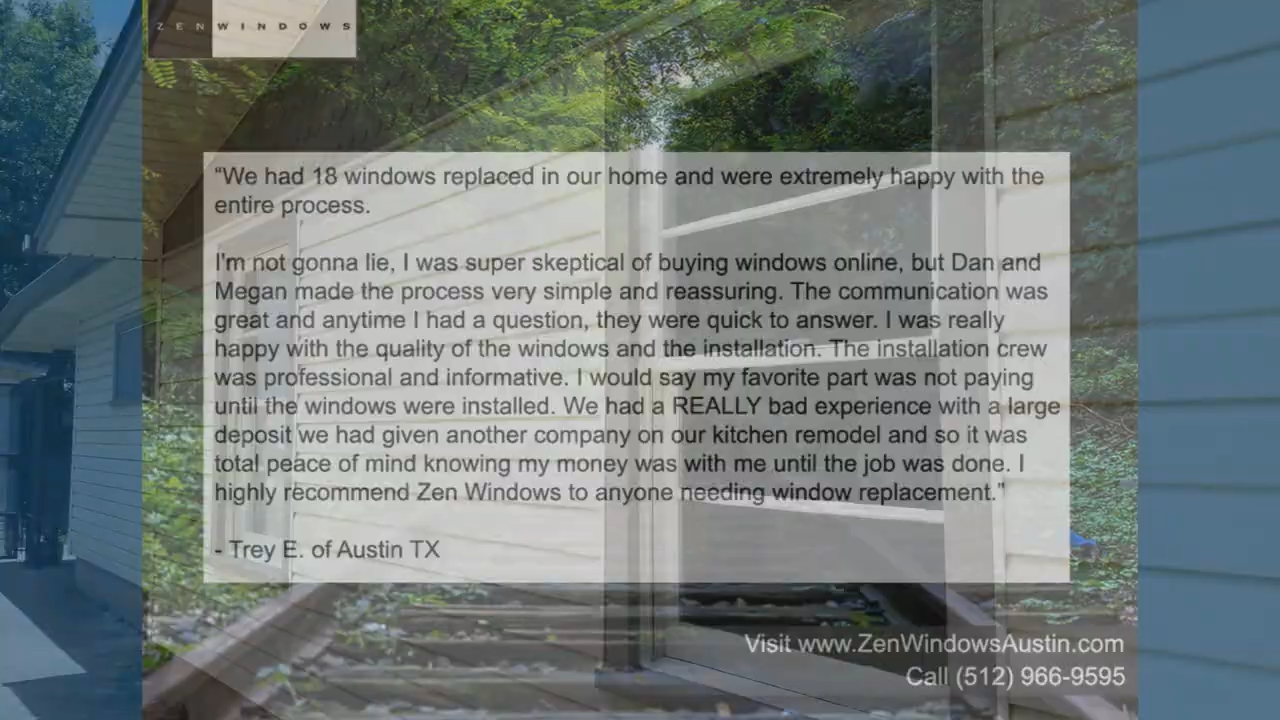 ZENWINDOWS
“We had 18 windows replaced in our home and were extremely happy with the
entire process.
I'm not gonna lie, I was super skeptical of buying windows online, but Dan and
Megan made the process very simple and reassuring. The communication was
great and anytime I had a question, they were quick to answer. I was really
happy with the quality of the windows and the installation. The installation crew
was professional and informative. I would say my favorite part was not paying
until the windows were installed. We had a REALLY bad experience with a large
deposit we had given another company on our kitchen remodel and so it was
total peace of mind knowing my money was with me until the job was done. I
highly recommend Zen Windows to anyone needing window replacement.”
- Trey E. of Austin TX
Visit www.ZenWindowsAustin.com
Call (512) 966-9595